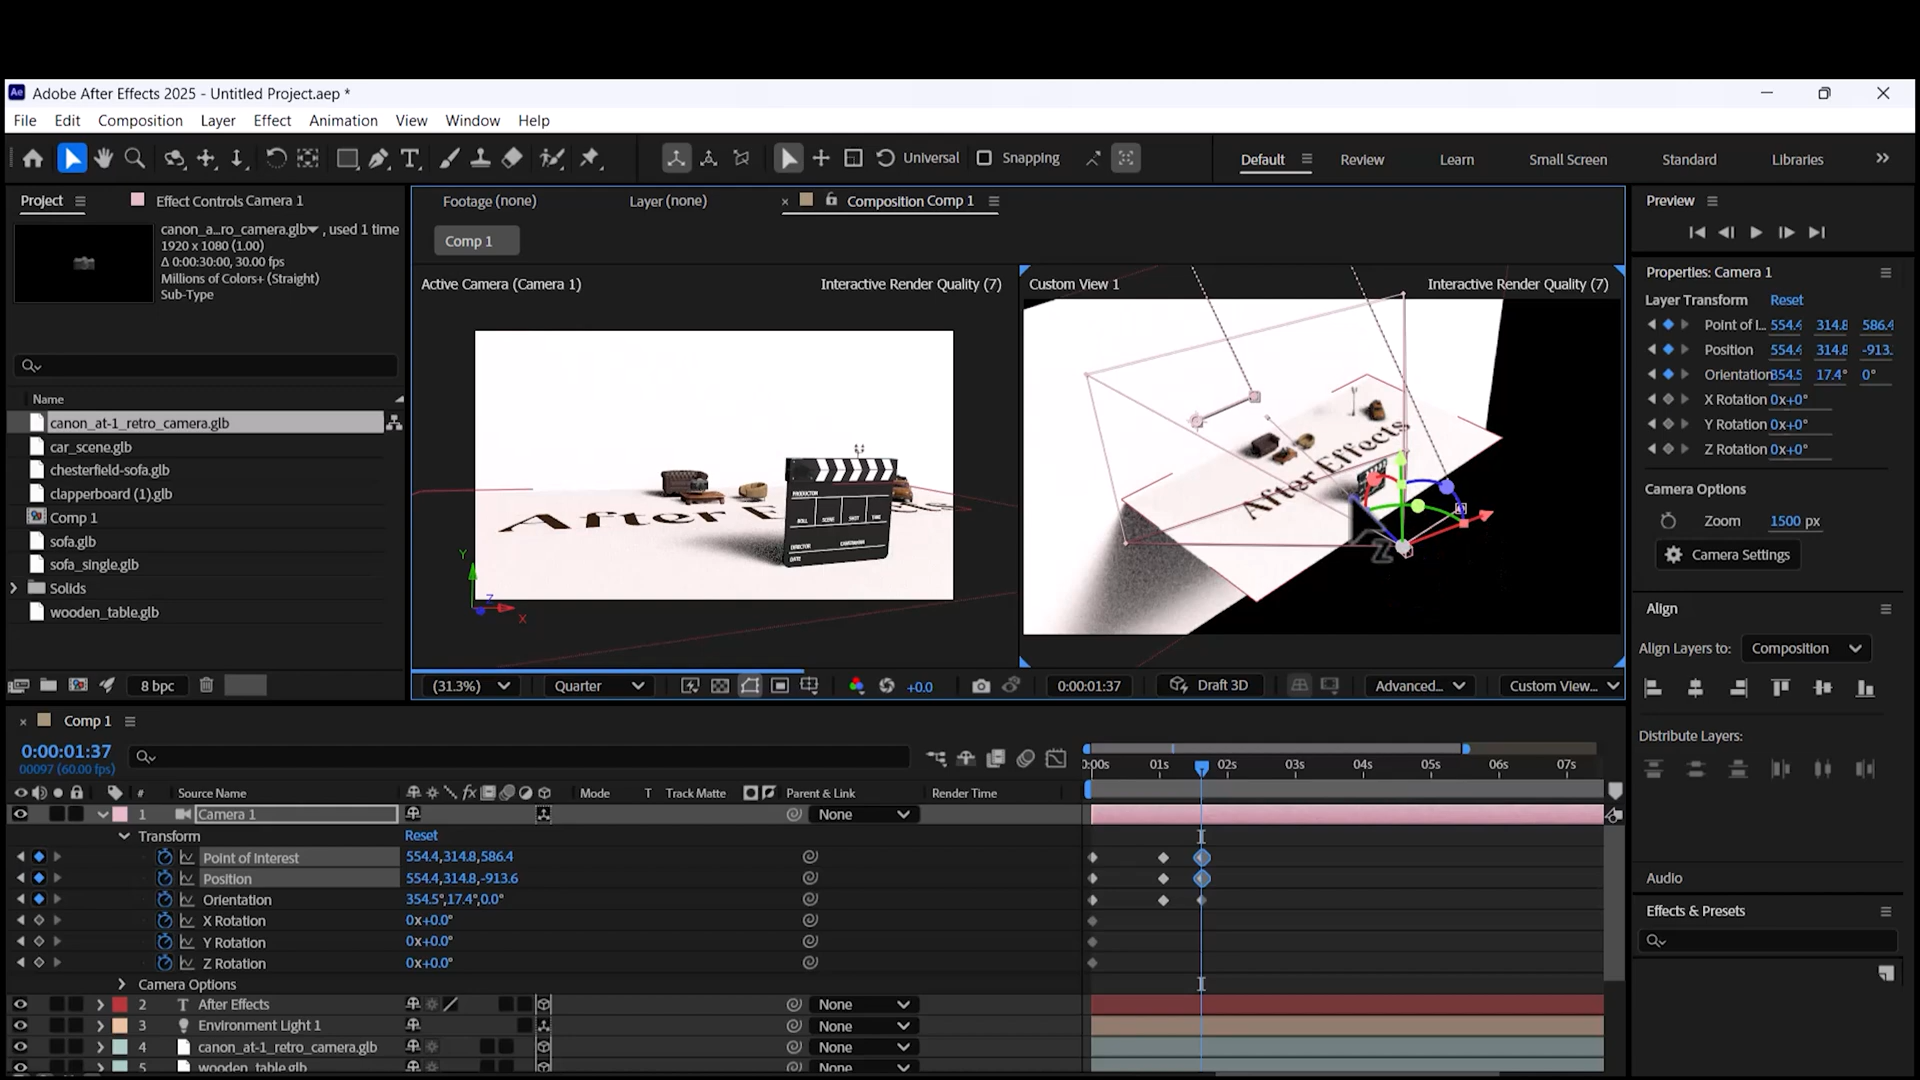 Adobe After Effects 2025 - Untitled Project.aep *
File Edit Composition Layer Effect Animation View Window Help
Universal Snapping Default Review Learn Small Screen Standard Libraries
Project Effect Controls Camera 1
canon_a...ro_camera.glb , used 1 time
1920 x 1080 (1.00)
Δ 0:00:30:00, 30.00 fps
Millions of Colors+ (Straight)
Sub-Type
Name
canon_at-1_retro_camera.glb
car_scene.glb
chesterfield-sofa.glb
clapperboard (1).glb
Comp 1
sofa.glb
sofa_single.glb
Solids
wooden_table.glb
8 bpc
Footage (none) Layer (none) Composition Comp 1
Comp 1
Active Camera (Camera 1) Interactive Render Quality (7)
Custom View 1 Interactive Render Quality (7)
After E
PRODUCTION
ROLL SCENE SHOT TAKE
DIRECTOR CAMERAMAN
DATE
Y
Z
X
After Effects
Z
(31.3%) Quarter +0.0 0:00:01:37 Draft 3D Advanced... Custom View...
Preview
Properties: Camera 1
Layer Transform Reset
Point of I... 554.4 314.8 586.4
Position 554.4 314.8 -913.
Orientation 354.5 17.4° 0°
X Rotation 0x+0°
Y Rotation 0x+0°
Z Rotation 0x+0°
Camera Options
Zoom 1500 px
Camera Settings
Align
Align Layers to: Composition
Distribute Layers:
Audio
Effects & Presets
Comp 1
0:00:01:37
00097 (60.00 fps)
0:00s 01s 02s 03s 04s 05s 06s 07s
# Source Name fx Mode T Track Matte Parent & Link Render Time
1 Camera 1 None
Transform Reset
Point of Interest 554.4,314.8,586.4
Position 554.4,314.8,-913.6
Orientation 354.5°,17.4°,0.0°
X Rotation 0x+0.0°
Y Rotation 0x+0.0°
Z Rotation 0x+0.0°
Camera Options
2 T After Effects None
3 Environment Light 1 None
4 canon_at-1_retro_camera.glb None
5 wooden_table.glb None